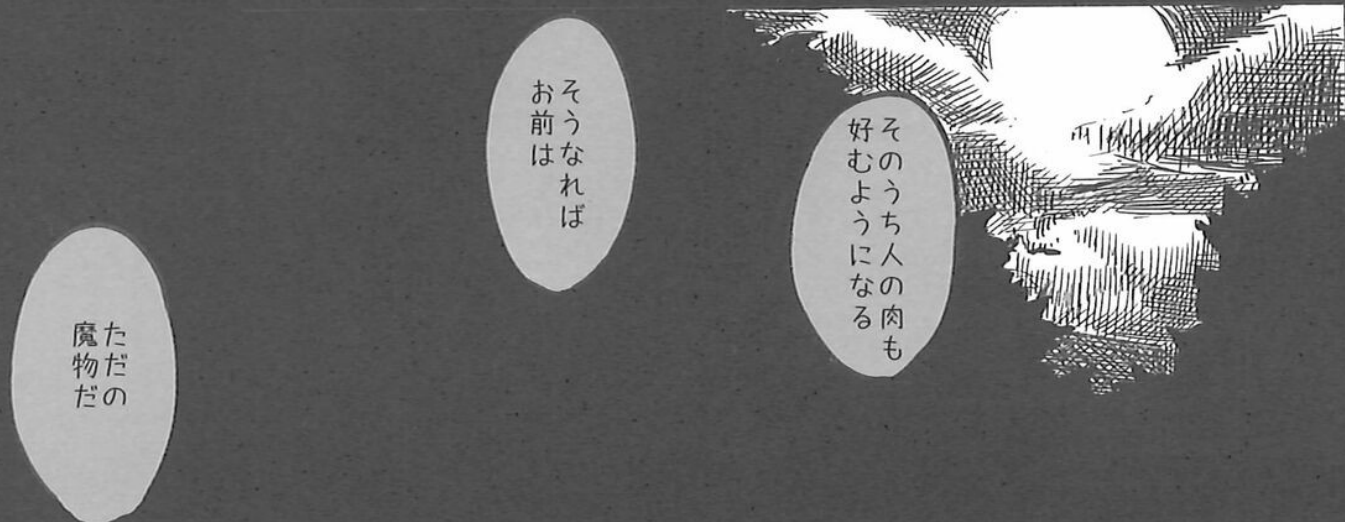 そのうち人の肉も
好むようになる
そうなれば
お前は
ただの
魔物だ